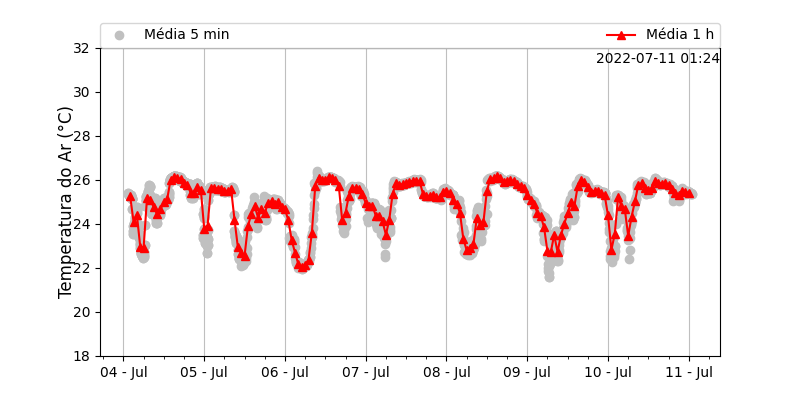 Média 5 min
Média 1 h
2022-07-11 01:24
Temperatura do Ar (°C)
32
30
28
26
24
22
20
18
04 - Jul
05 - Jul
06 - Jul
07 - Jul
08 - Jul
09 - Jul
10 - Jul
11 - Jul